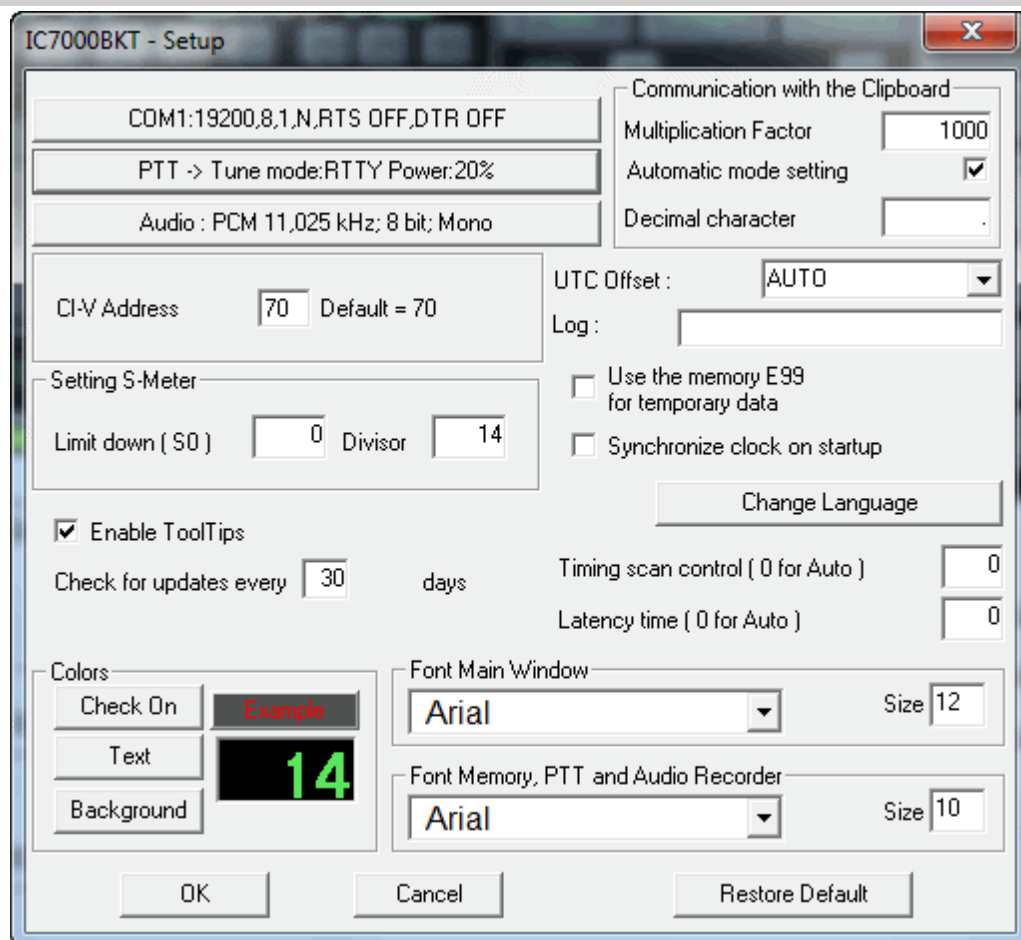 IC7000BKT - Setup
COM1:19200,8,1,N,RTS OFF,DTR OFF
PTT -> Tune mode:RTTY Power:20%
Audio : PCM 11,025 kHz; 8 bit; Mono
Communication with the Clipboard
Multiplication Factor 1000
Automatic mode setting
Decimal character .
CI-V Address 70 Default = 70
UTC Offset : AUTO
Log :
Setting S-Meter
Limit down ( S0 ) 0 Divisor 14
Use the memory E99
for temporary data
Synchronize clock on startup
Change Language
Enable ToolTips
Check for updates every 30 days
Timing scan control ( 0 for Auto ) 0
Latency time ( 0 for Auto ) 0
Colors
Check On Example
Text
14
Background
Font Main Window
Arial Size 12
Font Memory, PTT and Audio Recorder
Arial Size 10
OK Cancel Restore Default